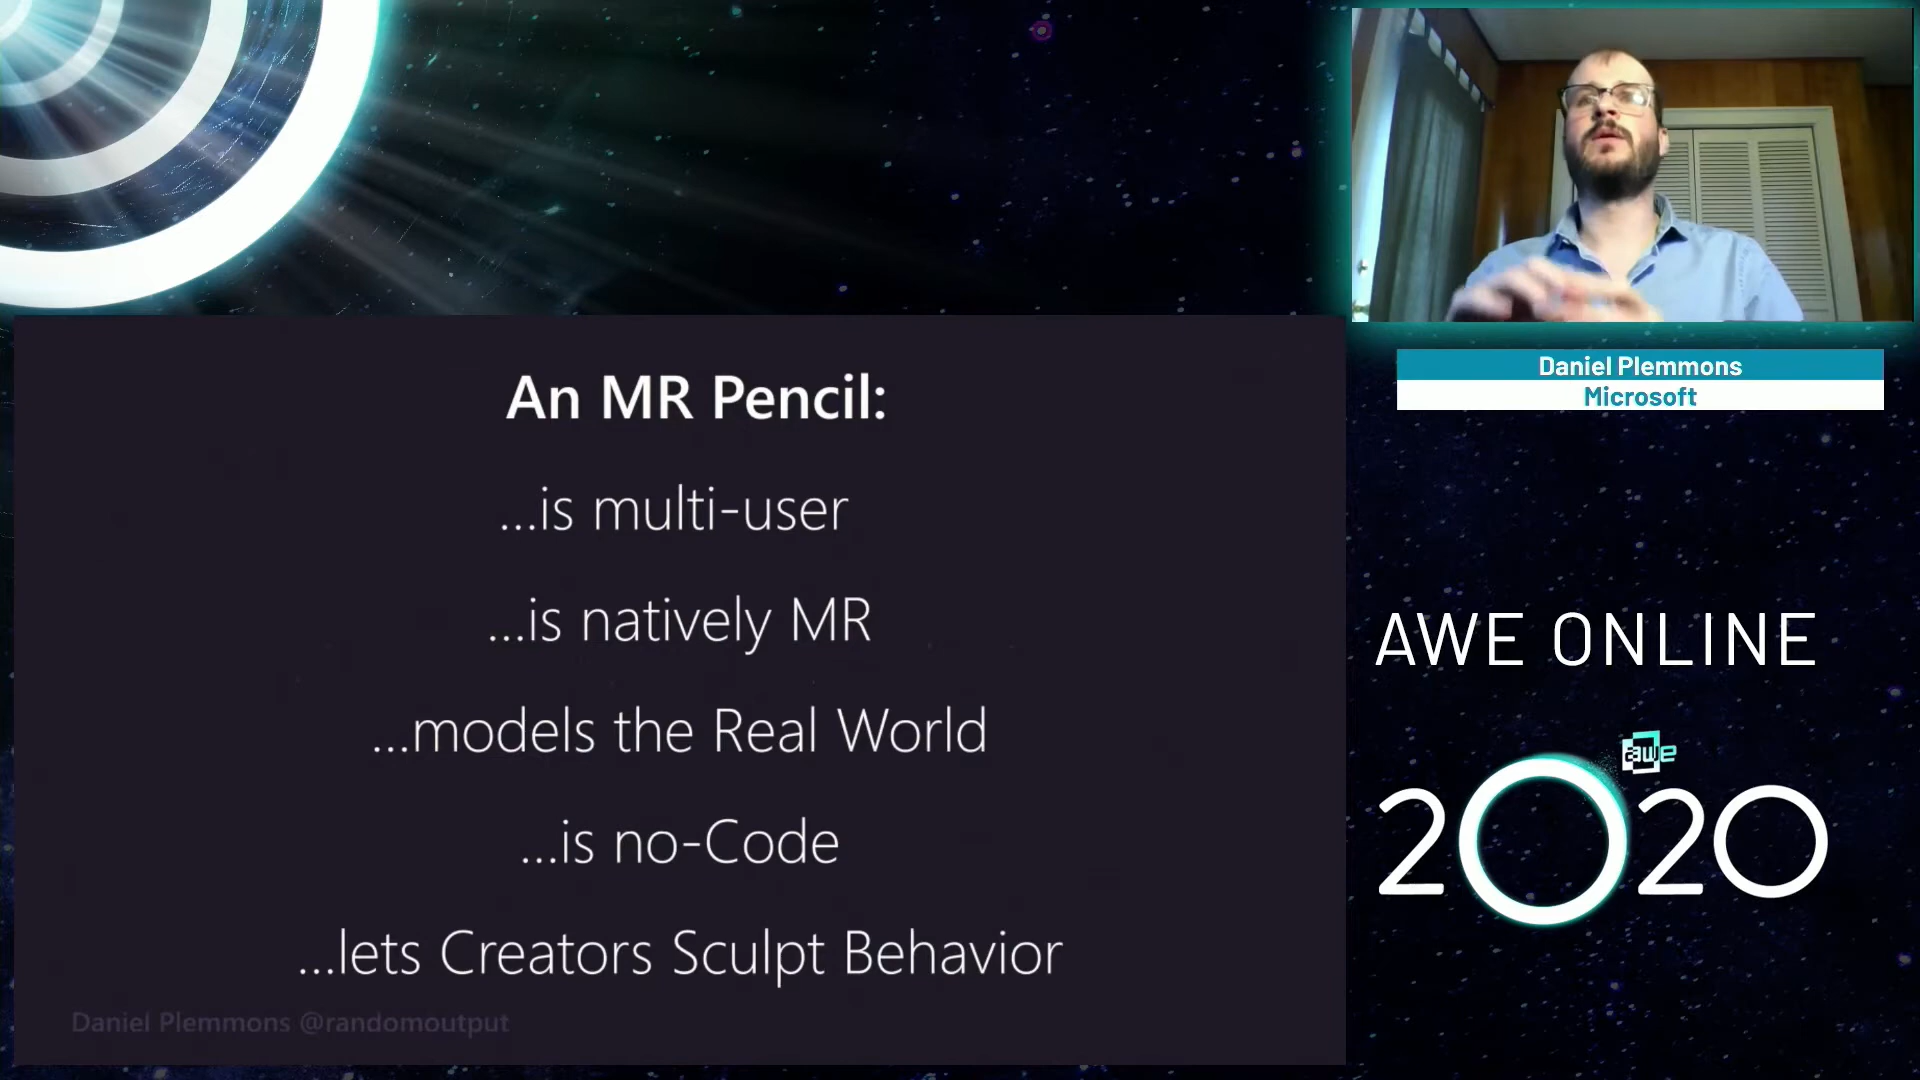 An MR Pencil:
...is multi-user
...is natively MR
...models the Real World
...is no-Code
...lets Creators Sculpt Behavior
Daniel Plemmons @randomoutput
Daniel Plemmons
Microsoft
AWE ONLINE
awe
2020